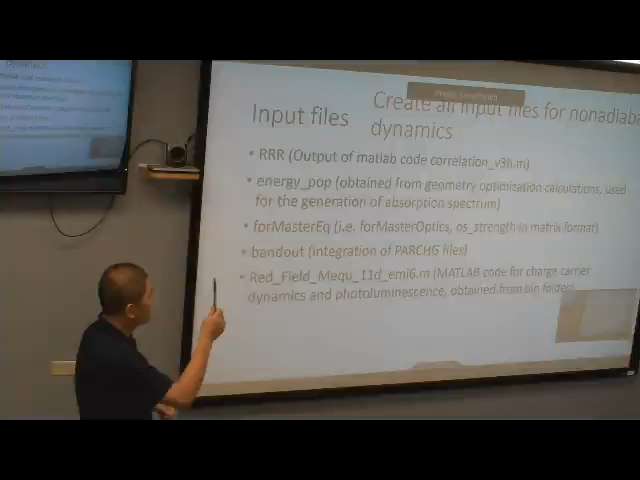 Create all input files for nonadiaba
Input files
dynamics
• RRR (Output of matlab code correlation_v3h.m)
• energy_pop (obtained from geometry optimization calculations, used
for the generation of absorption spectrum)
• forMasterEq (i.e. forMasterOptics, os_strength in matrix format)
• bandout (integration of PARCHG files)
• Red_Field_Mequ_11d_emi6.m (MATLAB code for charge carrier
dynamics and photoluminescence, obtained from bin folder)